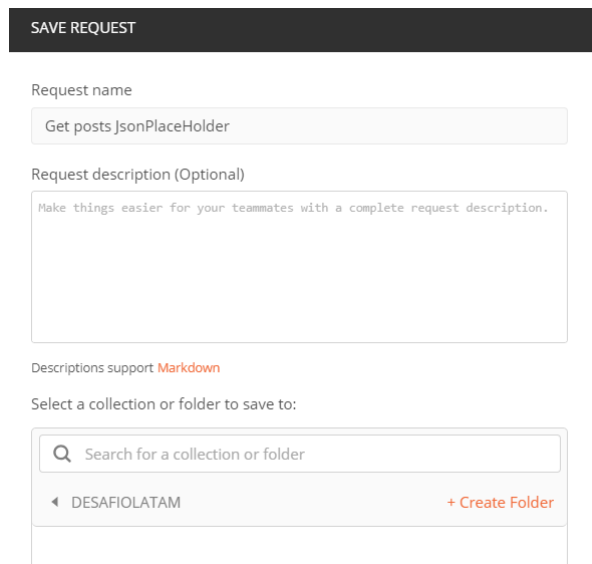 SAVE REQUEST
Request name
Get posts JsonPlaceHolder
Request description (Optional)
Make things easier for your teammates with a complete request description.
Descriptions support Markdown
Select a collection or folder to save to:
Search for a collection or folder
DESAFIOLATAM + Create Folder